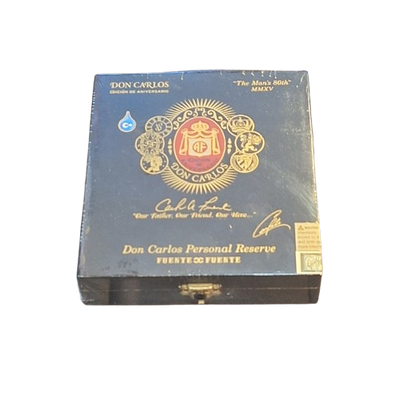 DON CARLOS
EDICIÓN DE ANIVERSARIO
"The Man's 80th"
MMXV
DON CARLOS
"Our Father, Our Friend, Our Hero..."
Don Carlos Personal Reserve
FUENTE FUENTE